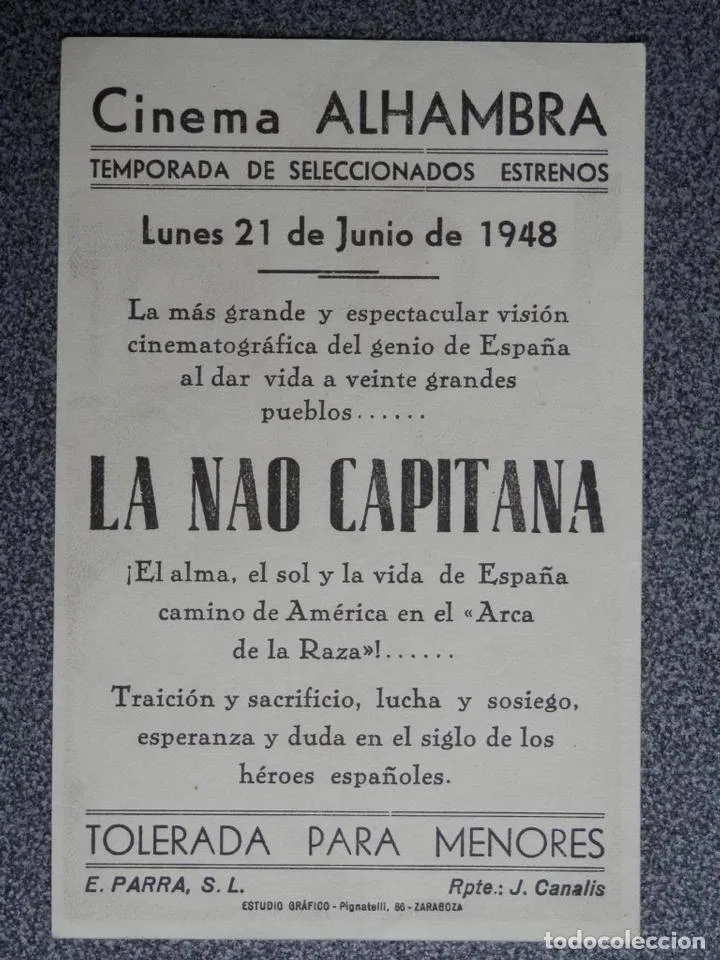 Cinema ALHAMBRA
TEMPORADA DE SELECCIONADOS ESTRENOS
Lunes 21 de Junio de 1948
La más grande y espectacular visión
cinematográfica del genio de España
al dar vida a veinte grandes
pueblos......
LA NAO CAPITANA
¡El alma, el sol y la vida de España
camino de América en el «Arca
de la Raza»!......
Traición y sacrificio, lucha y sosiego,
esperanza y duda en el siglo de los
héroes españoles.
TOLERADA PARA MENORES
E. PARRA, S. L. Rpte.: J. Canalis
ESTUDIO GRÁFICO - Pignatelli, 66 - ZARAGOZA
todocoleccion